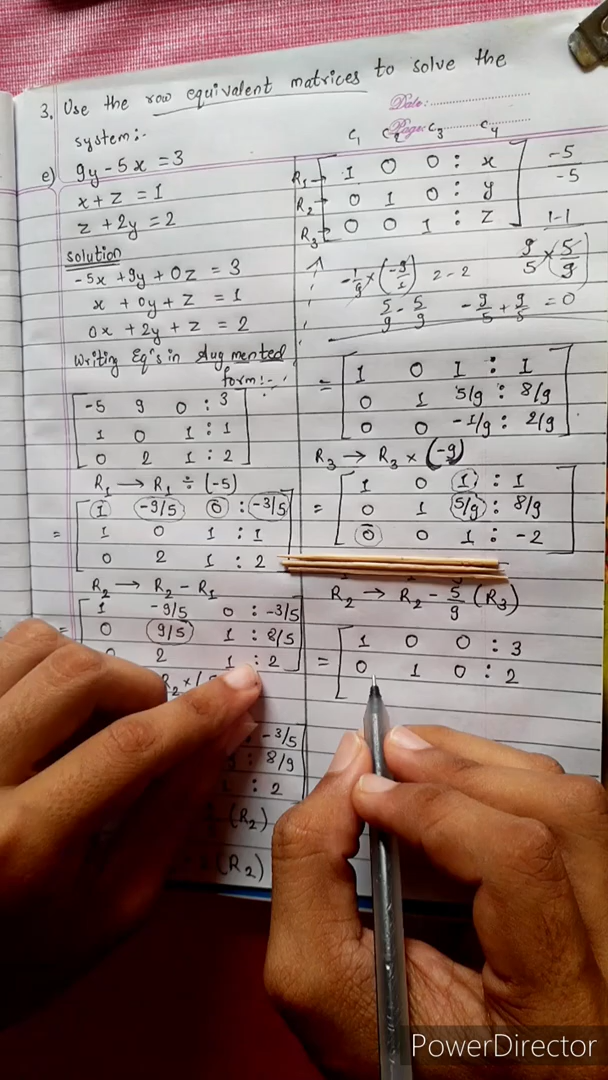 3. Use the row equivalent matrices to solve the
system:-
Date:
Page:
e) 9y - 5x = 3
x + z = 1
z + 2y = 2
Solution
-5x + 9y + 0z = 3
x + 0y + z = 1
0x + 2y + z = 2
Writing Eqs in Augmented
form:-
-5 9 0 : 3
1 0 1 : 1
0 2 1 : 2
R1 → R1 ÷ (-5)
1 -9/5 0 : -3/5
= 1 0 1 : 1
0 2 1 : 2
R2 → R2 - R1
1 -9/5 0 : -3/5
= 0 9/5 1 : 8/5
0 2 1 : 2
: -3/5
: 8/9
: 2
(R2)
(R2)
C1 C2 C3 C4
R1 → 1 0 0 : x
R2 → 0 1 0 : y
R3 → 0 0 1 : z
-5
-5
1-1
-1/9 × (-9/1) 2-2 9/5 × 5/9
5/9 - 5/9 -9/5 + 9/5 = 0
1 0 1 : 1
= 0 1 5/9 : 8/9
0 0 -1/9 : 2/9
R3 → R3 × (-9)
1 0 1 : 1
= 0 1 5/9 : 8/9
0 0 1 : -2
R2 → R2 - 5/9 (R3)
1 0 0 : 3
= 0 1 0 : 2
PowerDirector